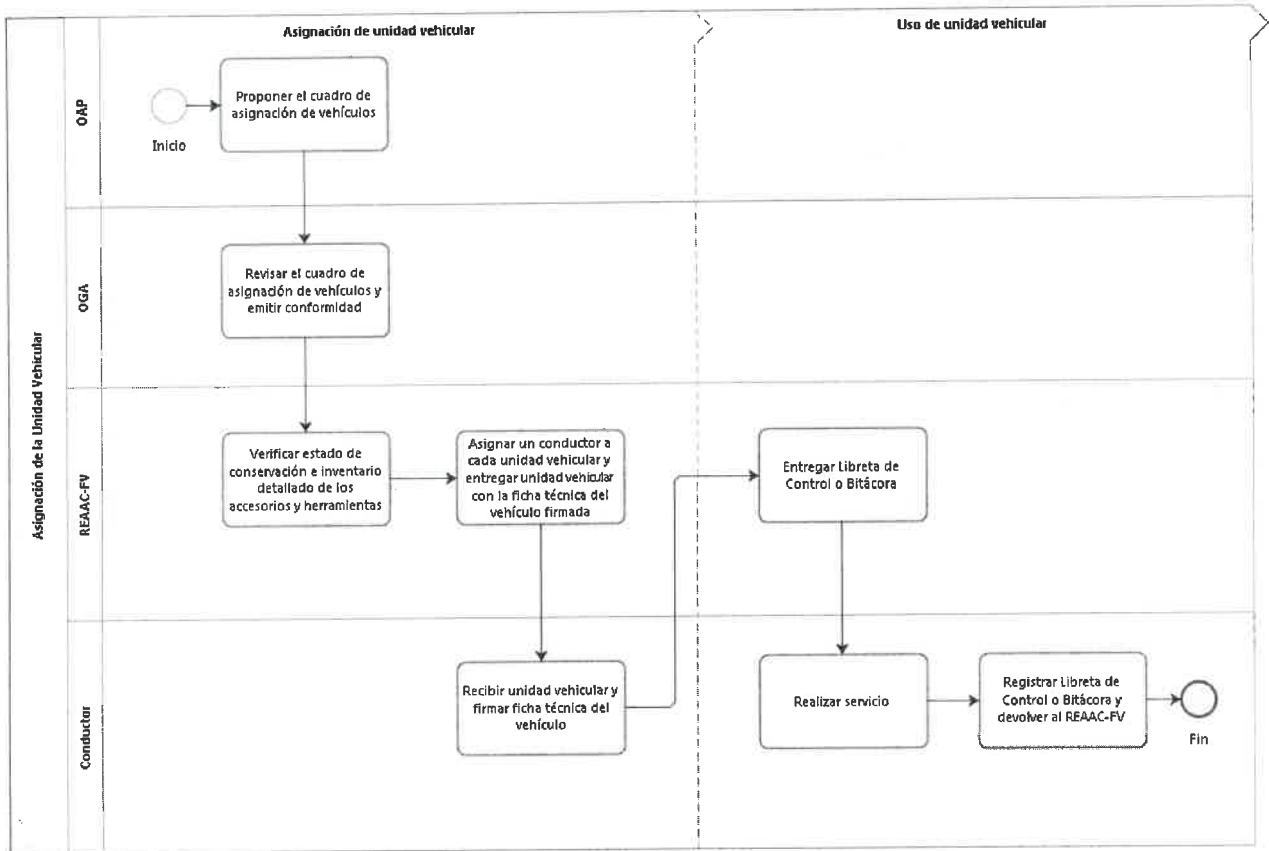 Asignación de unidad vehicular
Uso de unidad vehicular
Asignación de la Unidad Vehicular
OAP
Inicio
Proponer el cuadro de
asignación de vehículos
OGA
Revisar el cuadro de
asignación de vehículos y
emitir conformidad
REAAC-FV
Verificar estado de
conservación e inventario
detallado de los
accesorios y herramientas
Asignar un conductor a
cada unidad vehicular y
entregar unidad vehicular
con la ficha técnica del
vehículo firmada
Entregar Libreta de
Control o Bitácora
Conductor
Recibir unidad vehicular y
firmar ficha técnica del
vehículo
Realizar servicio
Registrar Libreta de
Control o Bitácora y
devolver al REAAC-FV
Fin